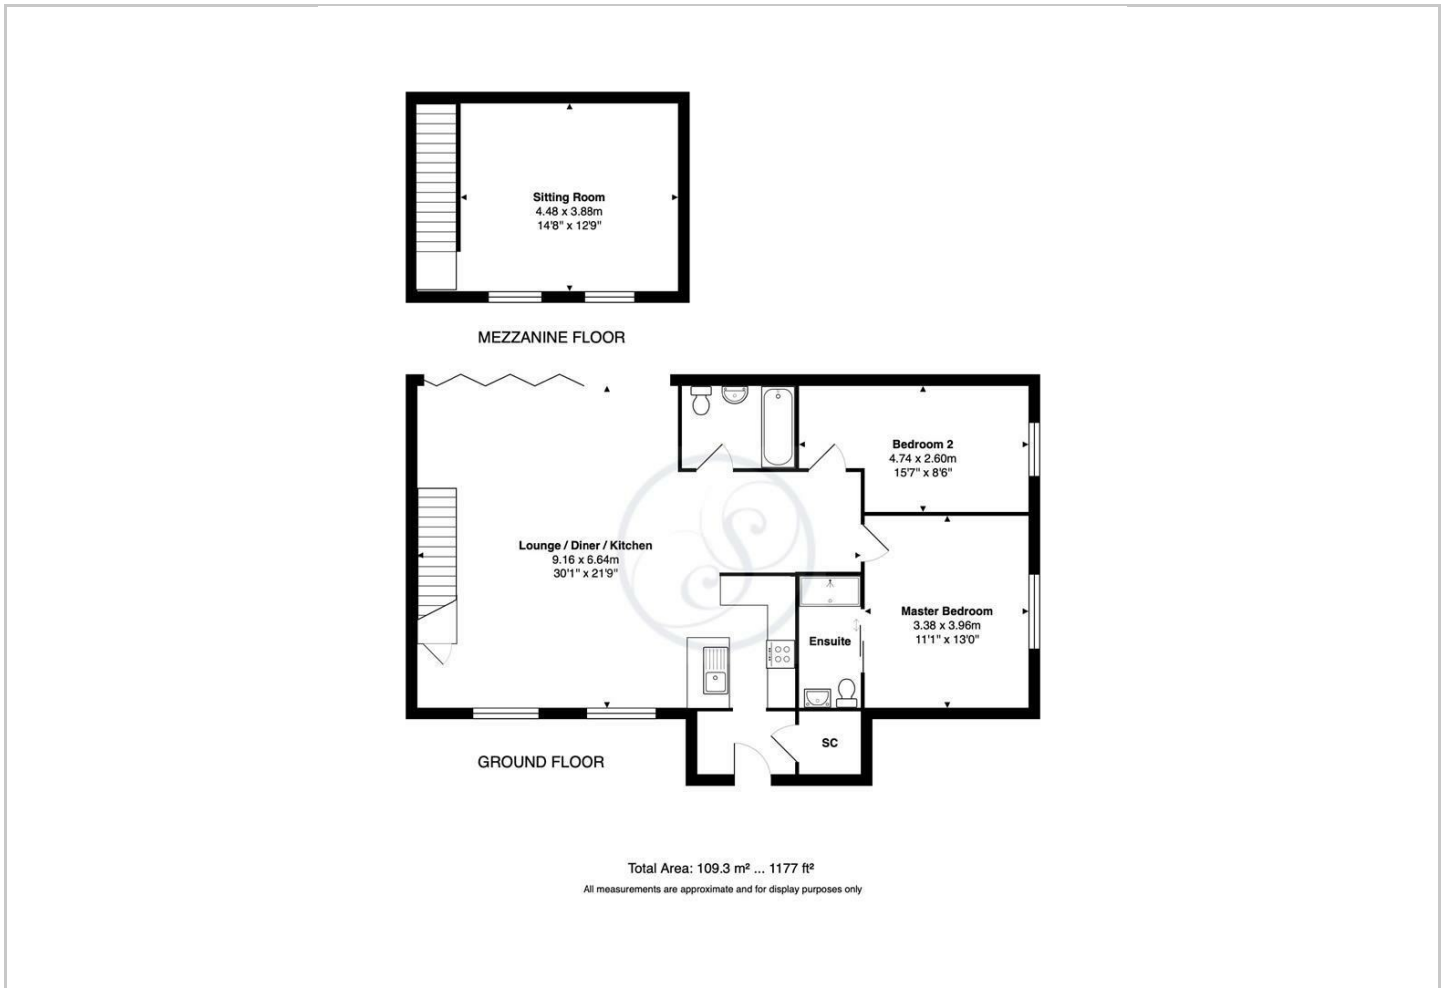 Sitting Room
4.48 x 3.88m
14'8" x 12'9"
MEZZANINE FLOOR
Bedroom 2
4.74 x 2.60m
15'7" x 8'6"
Lounge / Diner / Kitchen
9.16 x 6.64m
30'1" x 21'9"
Master Bedroom
3.38 x 3.96m
11'1" x 13'0"
Ensuite
SC
GROUND FLOOR
Total Area: 109.3 m² ... 1177 ft²
All measurements are approximate and for display purposes only